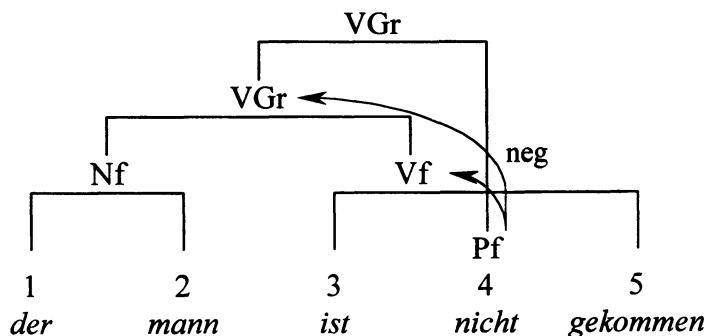 VGr
VGr
neg
Nf Vf
Pf
1 2 3 4 5
der mann ist nicht gekommen